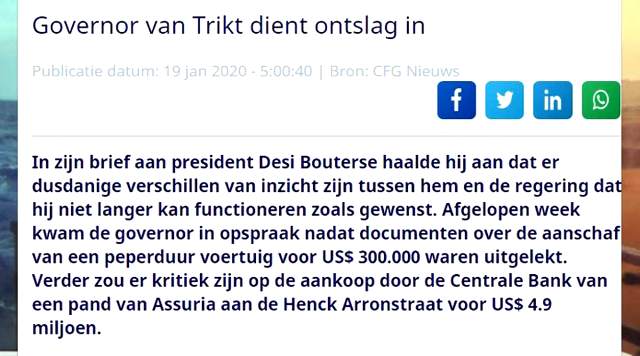 Governor van Trikt dient ontslag in
Publicatie datum: 19 jan 2020 - 5:00:40 | Bron: CFG Nieuws
In zijn brief aan president Desi Bouterse haalde hij aan dat er
dusdanige verschillen van inzicht zijn tussen hem en de regering dat
hij niet langer kan functioneren zoals gewenst. Afgelopen week
kwam de governor in opspraak nadat documenten over de aanschaf
van een peperduur voertuig voor US$ 300.000 waren uitgelekt.
Verder zou er kritiek zijn op de aankoop door de Centrale Bank van
een pand van Assuria aan de Henck Arronstraat voor US$ 4.9
miljoen.